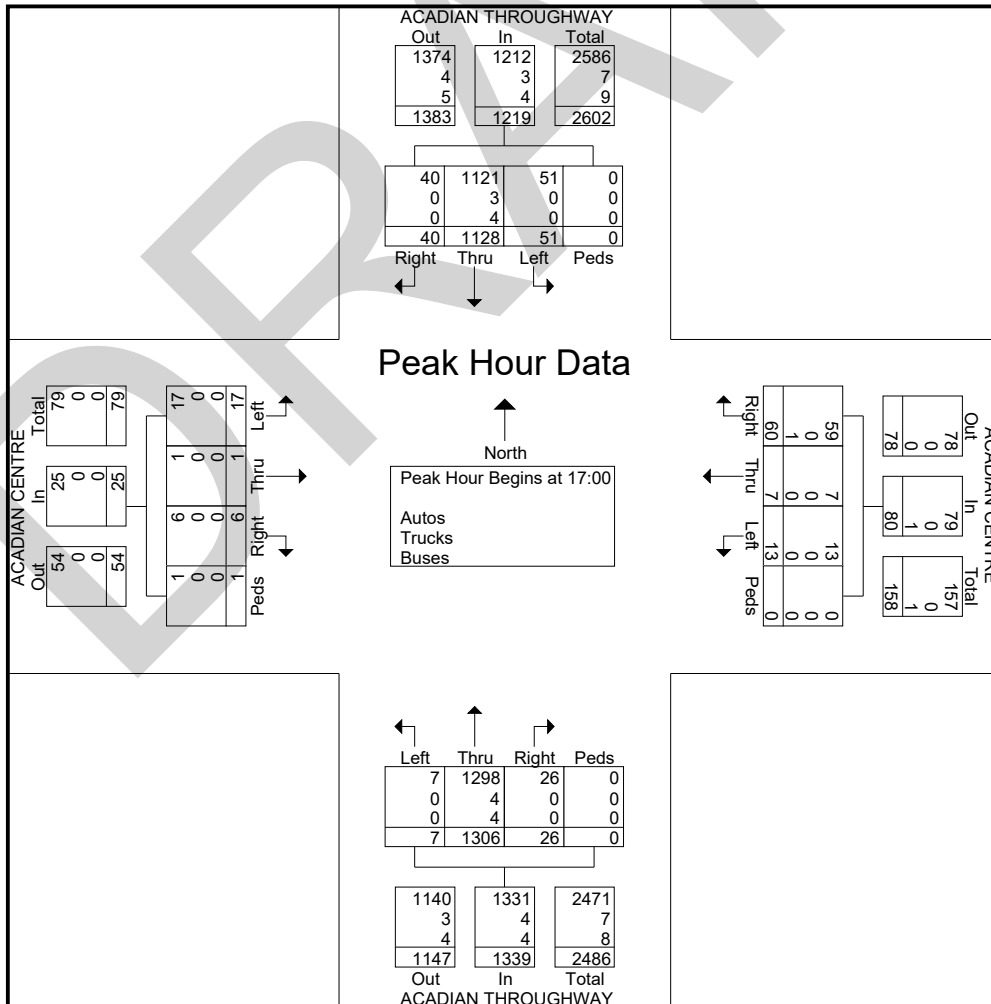 DRAFT
ACADIAN THROUGHWAY
Out In Total
1374 1212 2586
4 3 7
5 4 9
1383 1219 2602
40 1121 51 0
0 3 0 0
0 4 0 0
40 1128 51 0
Right Thru Left Peds
Peak Hour Data
North
Peak Hour Begins at 17:00
Autos
Trucks
Buses
ACADIAN CENTRE
Out In Total
54 25 79
0 0 0
0 0 0
54 25 79
1 6 1 17
0 0 0 0
0 0 0 0
1 6 1 17
Peds Right Thru Left
ACADIAN CENTRE
Out In Total
78 79 157
0 0 0
0 1 1
78 80 158
59 7 13 0
0 0 0 0
1 0 0 0
60 7 13 0
Right Thru Left Peds
Left Thru Right Peds
7 1298 26 0
0 4 0 0
0 4 0 0
7 1306 26 0
1140 1331 2471
3 4 7
4 4 8
1147 1339 2486
Out In Total
ACADIAN THROUGHWAY